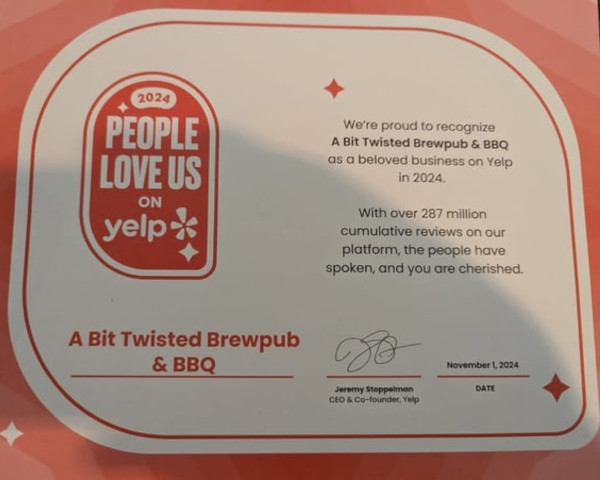 2024
PEOPLE
LOVE US
ON
yelp
We're proud to recognize
A Bit Twisted Brewpub & BBQ
as a beloved business on Yelp
in 2024.
With over 287 million
cumulative reviews on our
platform, the people have
spoken, and you are cherished.
A Bit Twisted Brewpub
& BBQ
Jeremy Stoppelman
CEO & Co-founder, Yelp
November 1, 2024
DATE